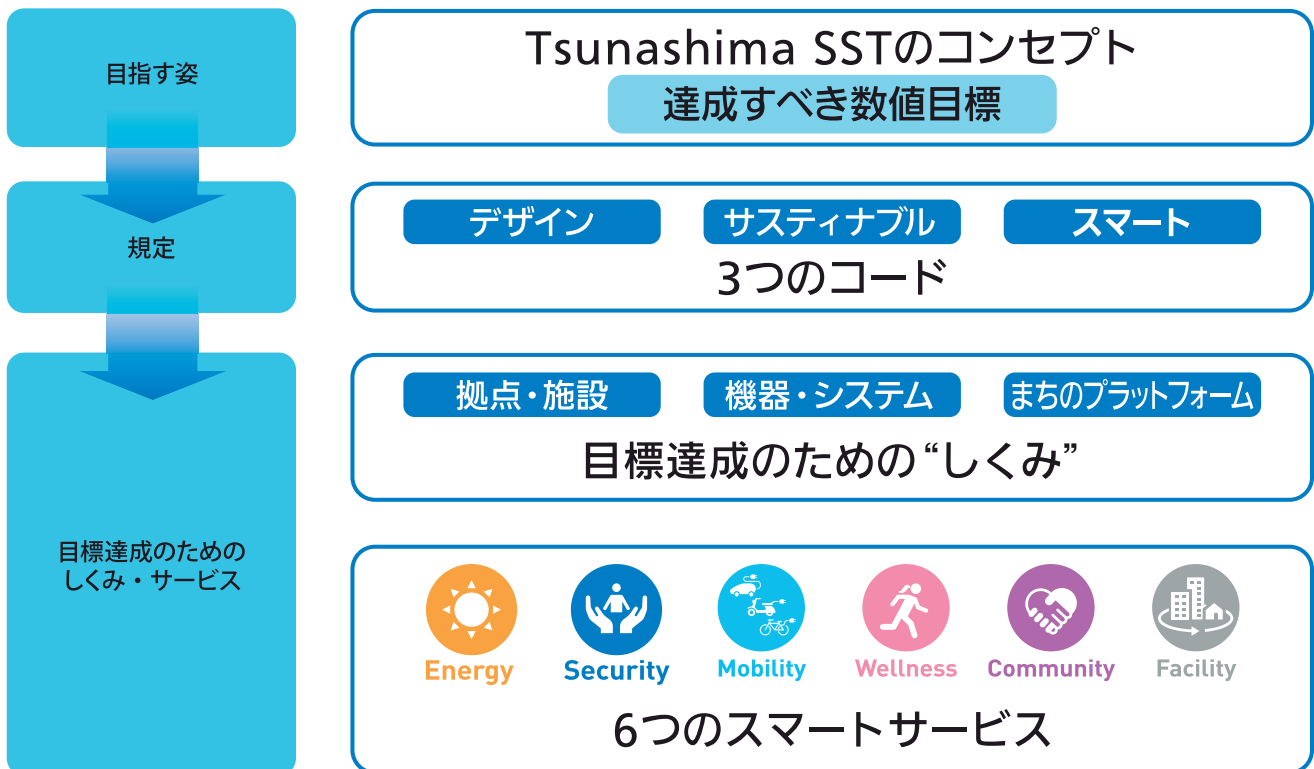 目指す姿
Tsunashima SSTのコンセプト
達成すべき数値目標
規定
デザイン
サスティナブル
スマート
3つのコード
目標達成のための
しくみ・サービス
拠点・施設
機器・システム
まちのプラットフォーム
目標達成のための“しくみ”
Energy
Security
Mobility
Wellness
Community
Facility
6つのスマートサービス